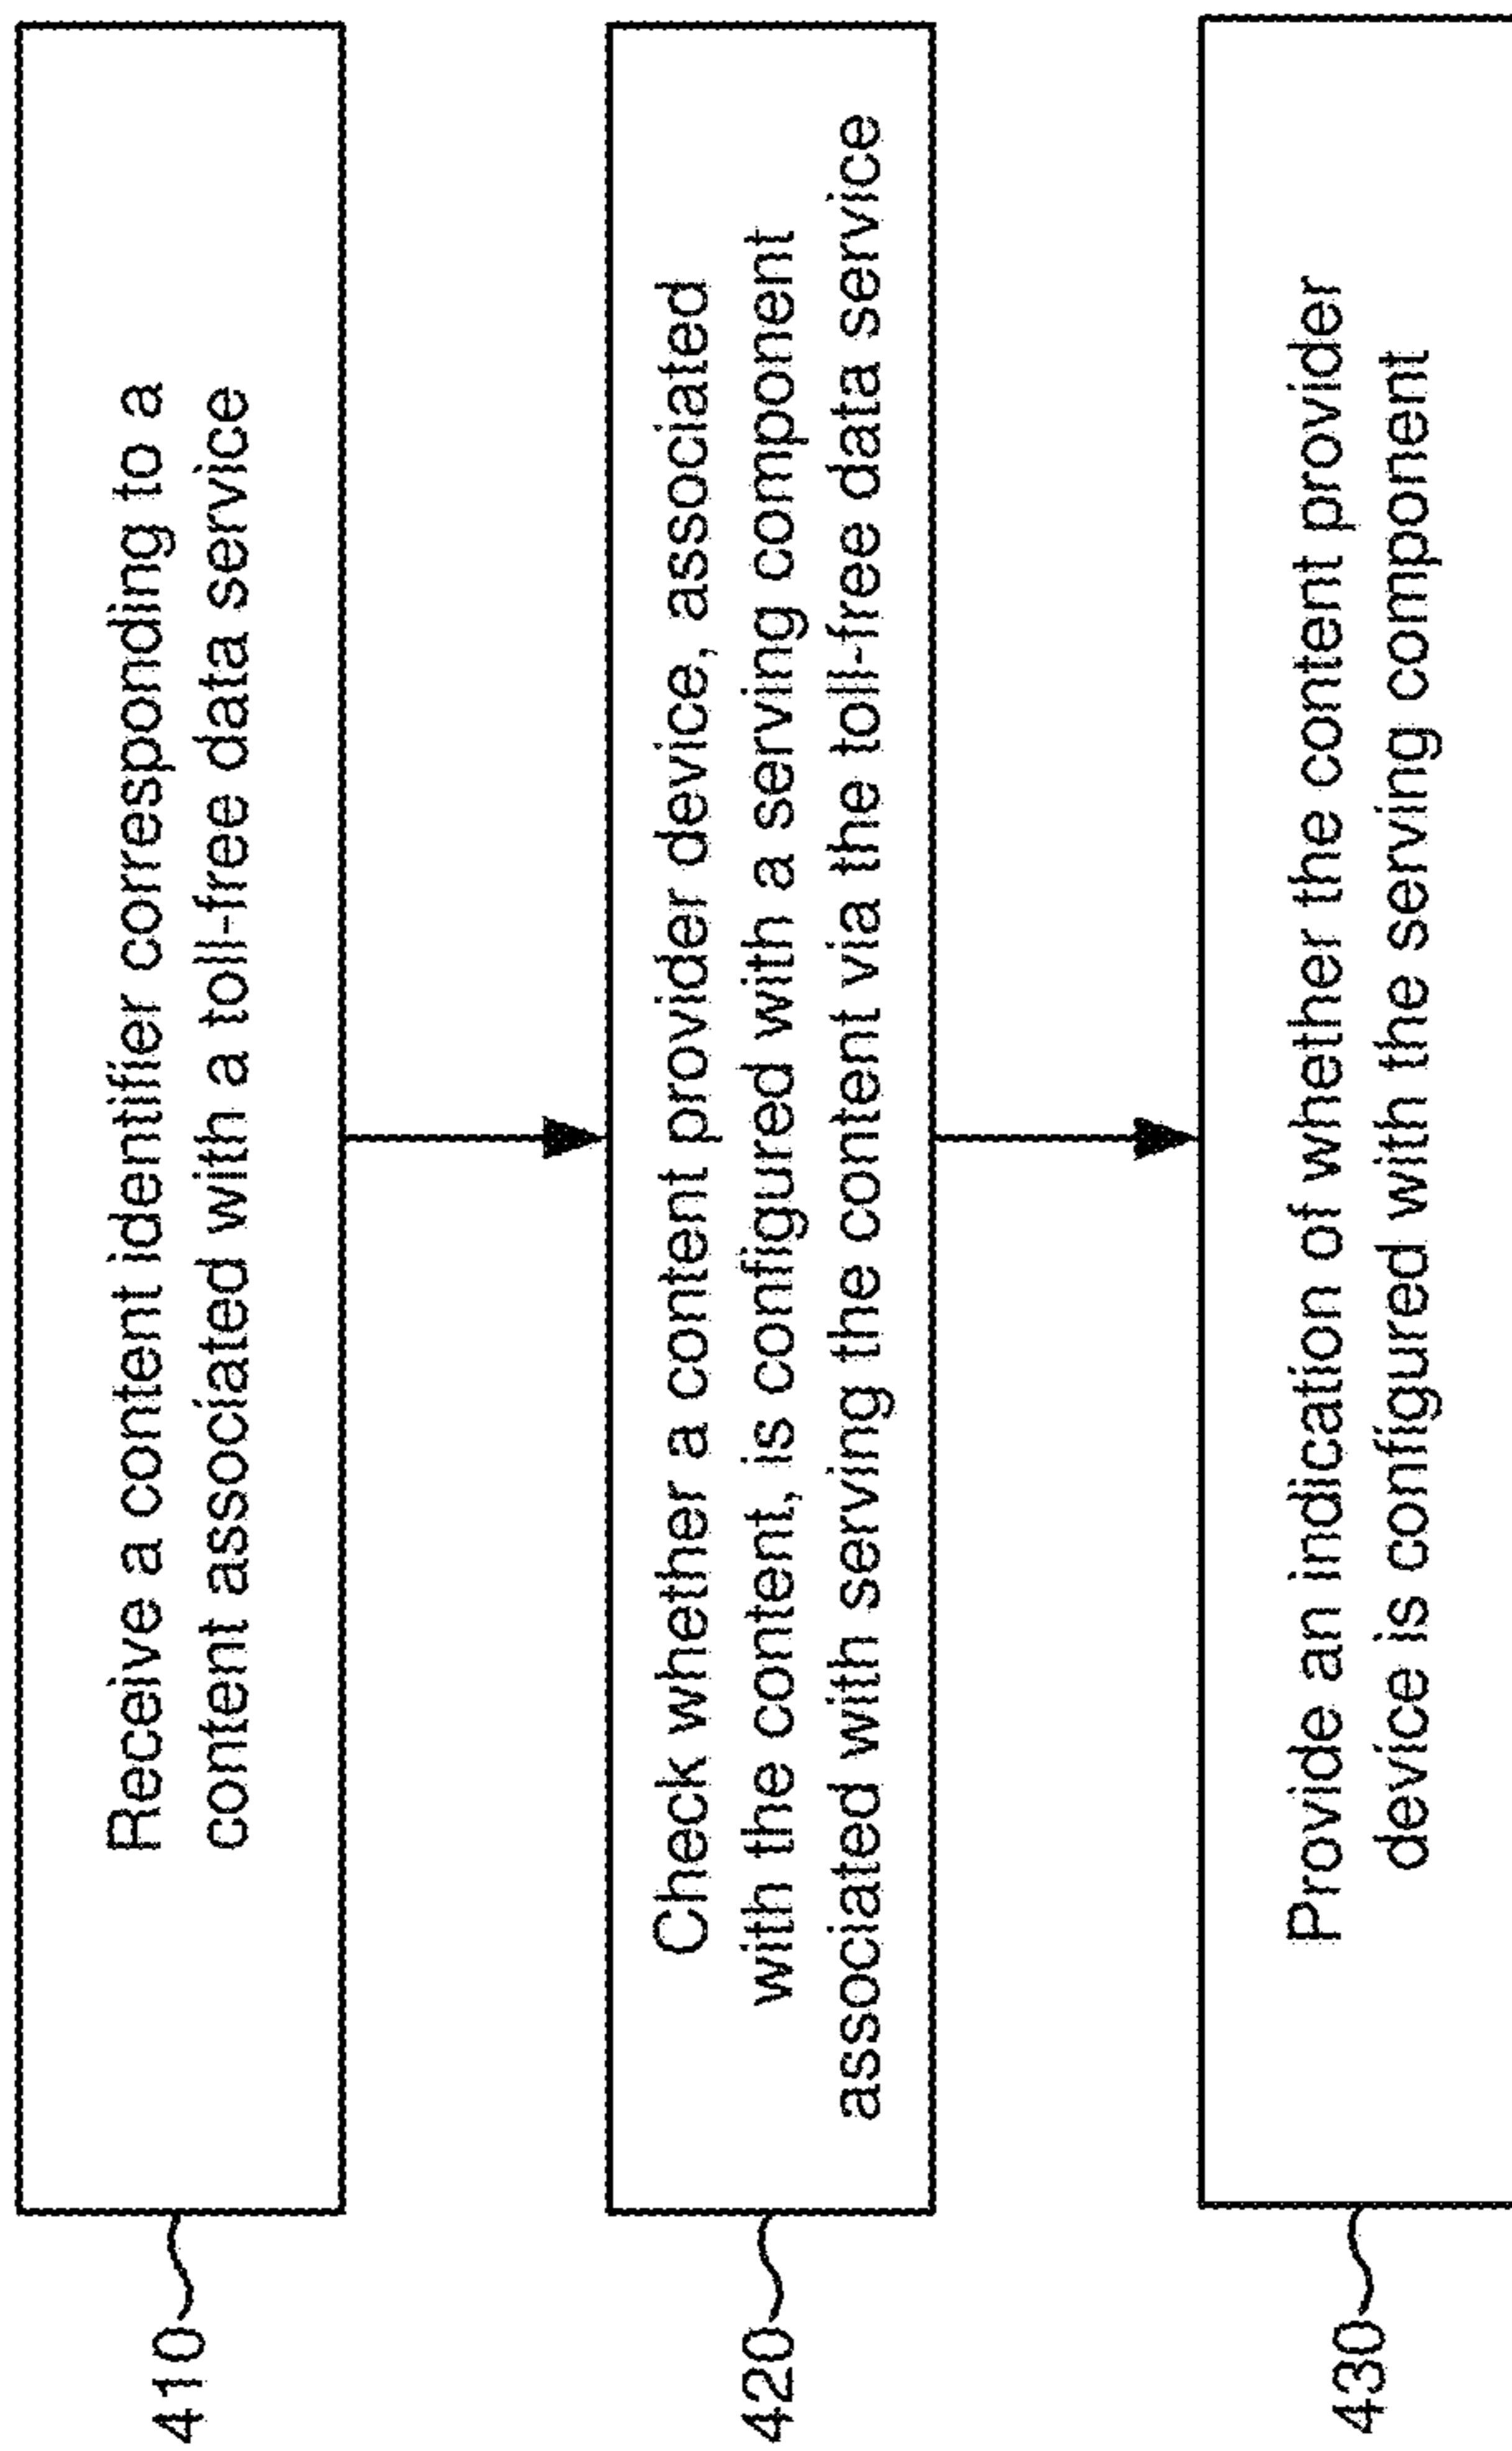 410
Receive a content identifier corresponding to a
content associated with a toll-free data service
420
Check whether a content provider device, associated
with the content, is configured with a serving component
associated with serving the content via the toll-free data service
430
Provide an indication of whether the content provider
device is configured with the serving component